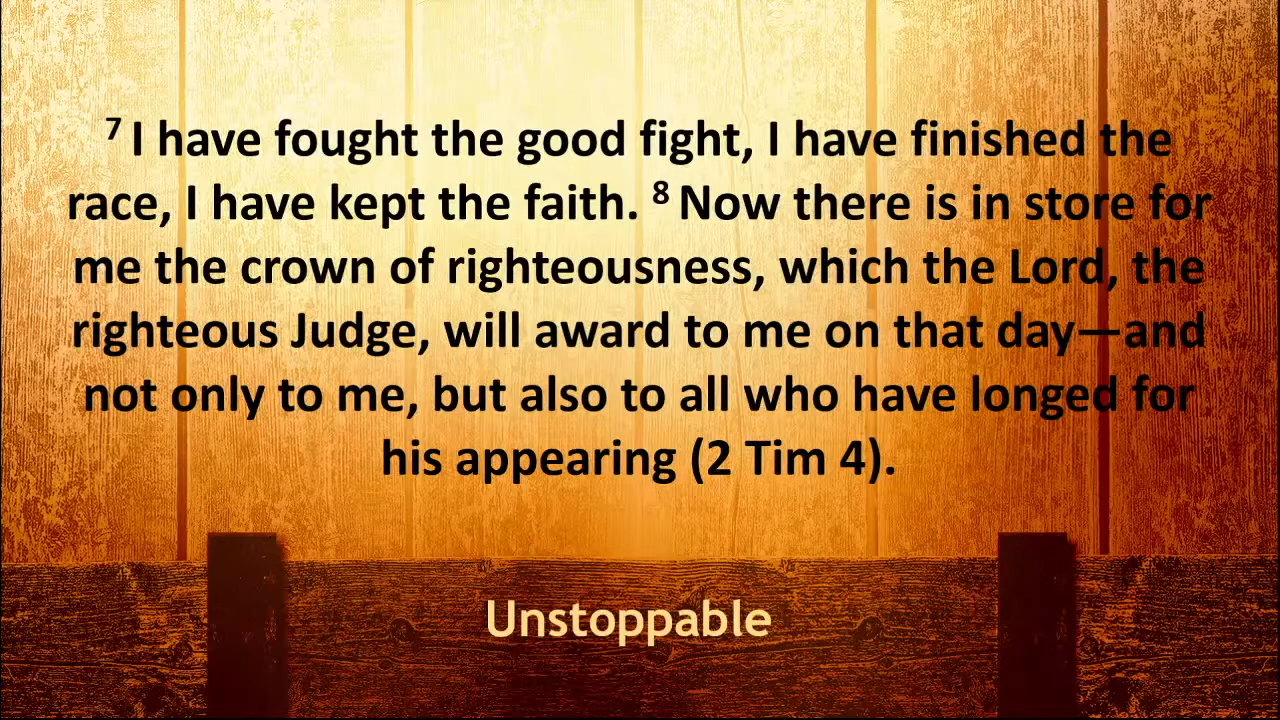 ⁷ I have fought the good fight, I have finished the
race, I have kept the faith. ⁸ Now there is in store for
me the crown of righteousness, which the Lord, the
righteous Judge, will award to me on that day—and
not only to me, but also to all who have longed for
his appearing (2 Tim 4).
Unstoppable